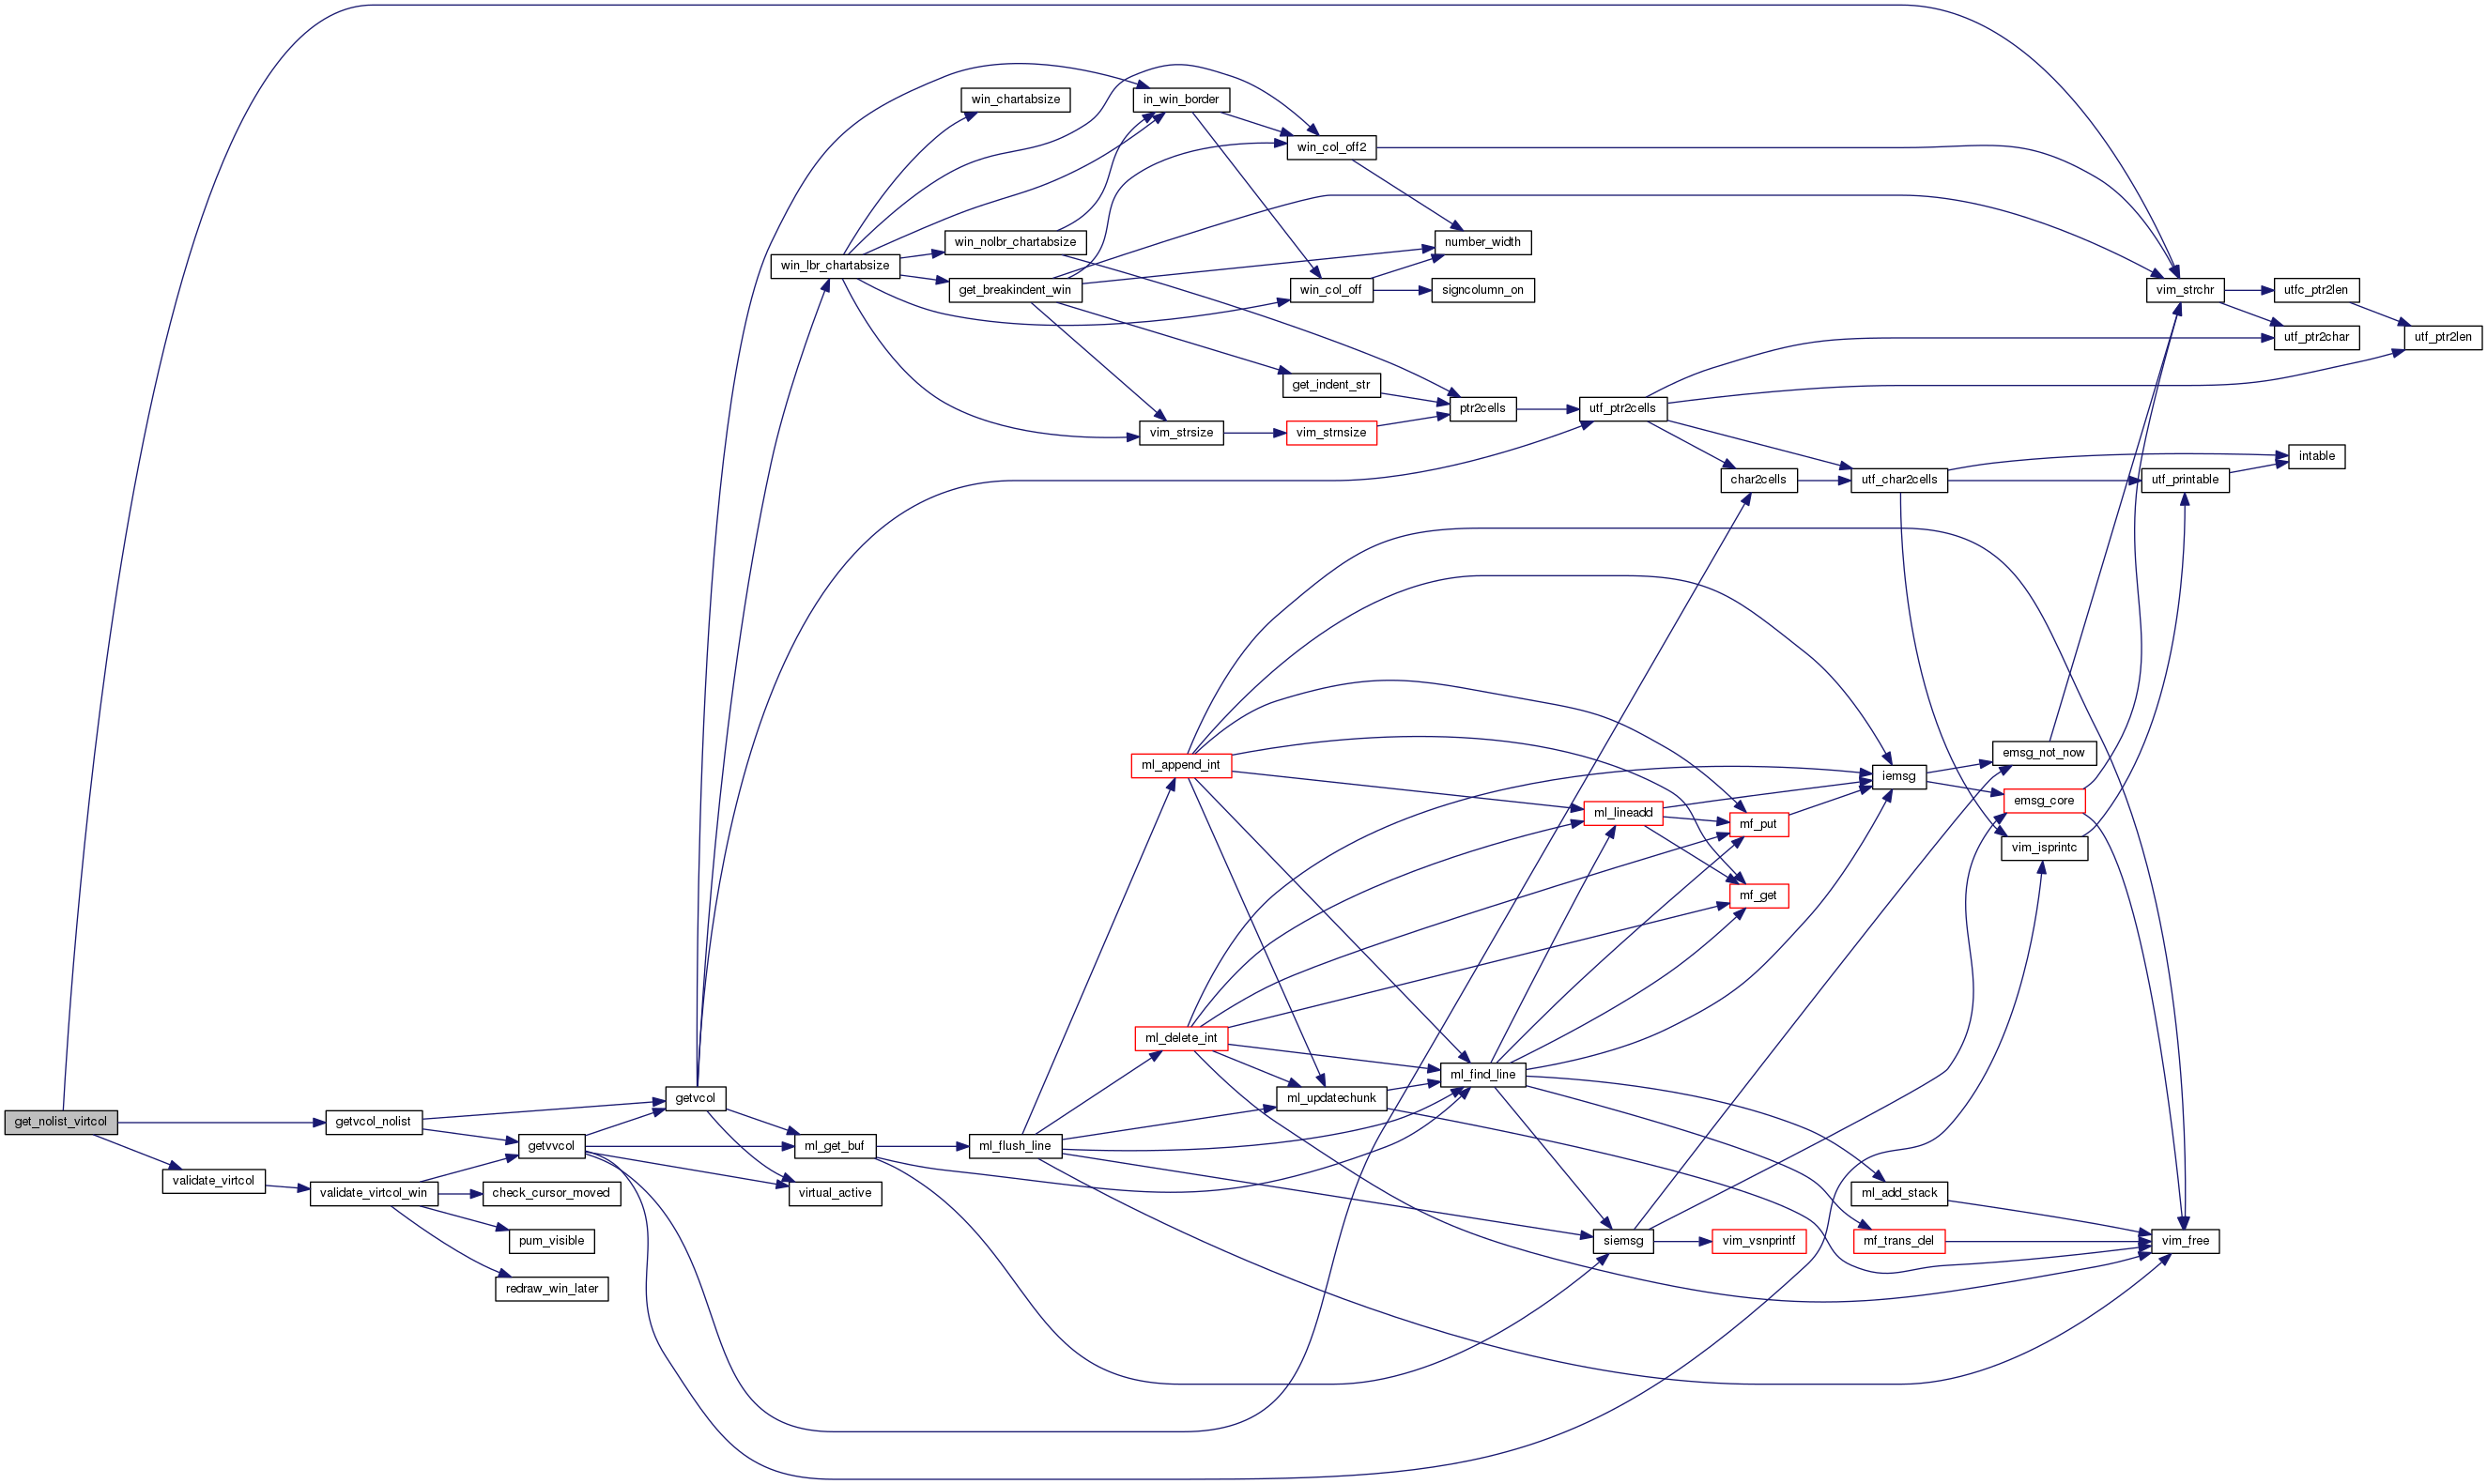 win_chartabsize
in_win_border
win_col_off2
win_nolbr_chartabsize
number_width
win_lbr_chartabsize
get_breakindent_win
win_col_off
signcolumn_on
vim_strchr
utfc_ptr2len
utf_ptr2char
utf_ptr2len
get_indent_str
ptr2cells
utf_ptr2cells
vim_strsize
vim_strnsize
intable
char2cells
utf_char2cells
utf_printable
emsg_not_now
ml_append_int
iemsg
emsg_core
ml_lineadd
mf_put
vim_isprintc
mf_get
ml_delete_int
ml_find_line
getvcol
ml_updatechunk
get_nolist_virtcol
getvcol_nolist
getvvcol
ml_get_buf
ml_flush_line
validate_virtcol
validate_virtcol_win
check_cursor_moved
virtual_active
ml_add_stack
pum_visible
siemsg
vim_vsnprintf
mf_trans_del
vim_free
redraw_win_later